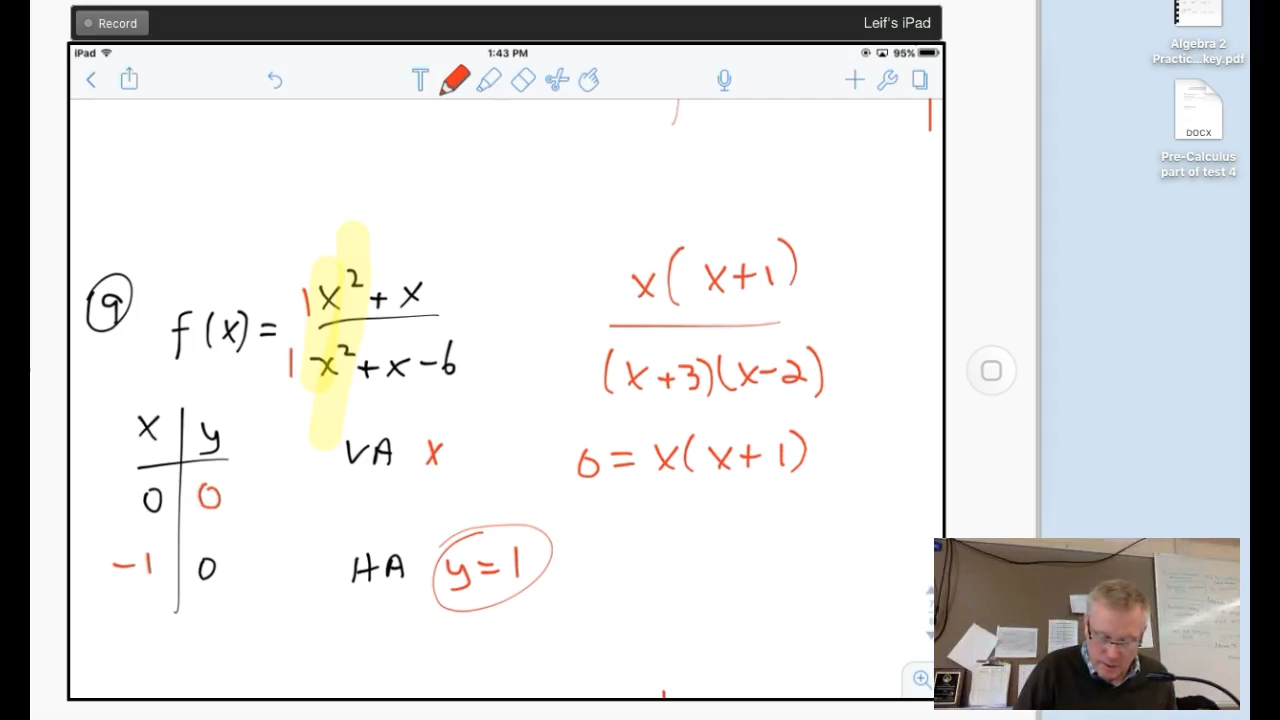 Record
Leif's iPad
iPad
1:43 PM
95%
T
Algebra 2
Practic...key.pdf
DOCX
Pre-Calculus
part of test 4
9
f(x) = 1x² + x / 1x² + x - 6
x(x+1)
(x+3)(x-2)
x | y
0 | 0
-1 | 0
VA x
0 = x(x+1)
HA y = 1